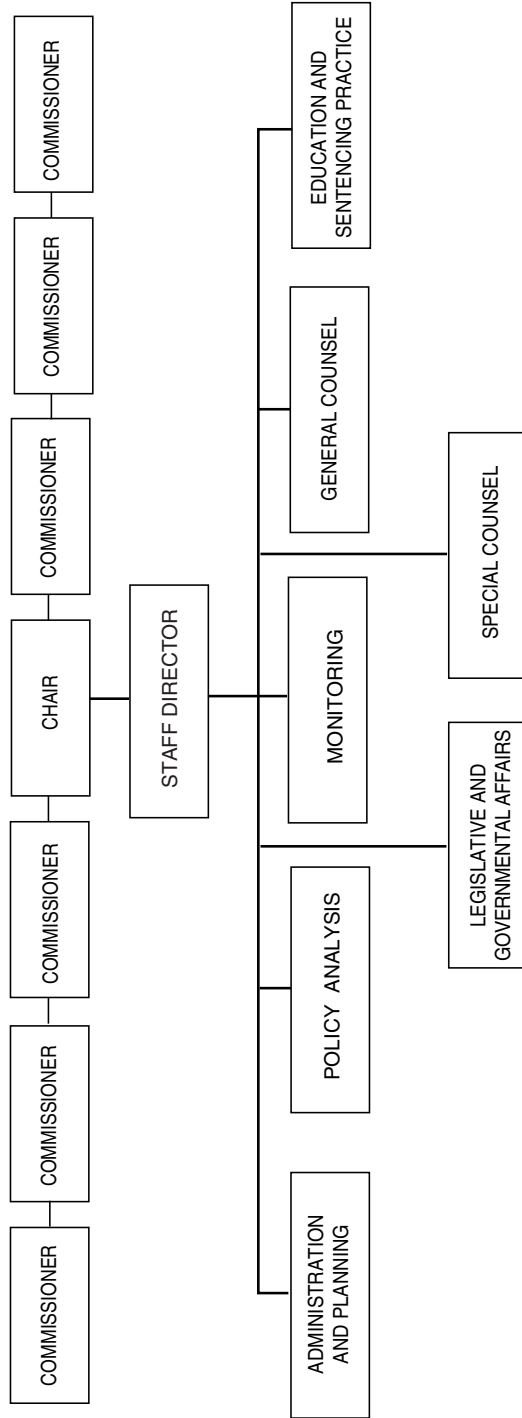 COMMISSIONER
COMMISSIONER
COMMISSIONER
CHAIR
COMMISSIONER
COMMISSIONER
COMMISSIONER
STAFF DIRECTOR
ADMINISTRATION
AND PLANNING
POLICY ANALYSIS
MONITORING
GENERAL COUNSEL
EDUCATION AND
SENTENCING PRACTICE
LEGISLATIVE AND
GOVERNMENTAL AFFAIRS
SPECIAL COUNSEL